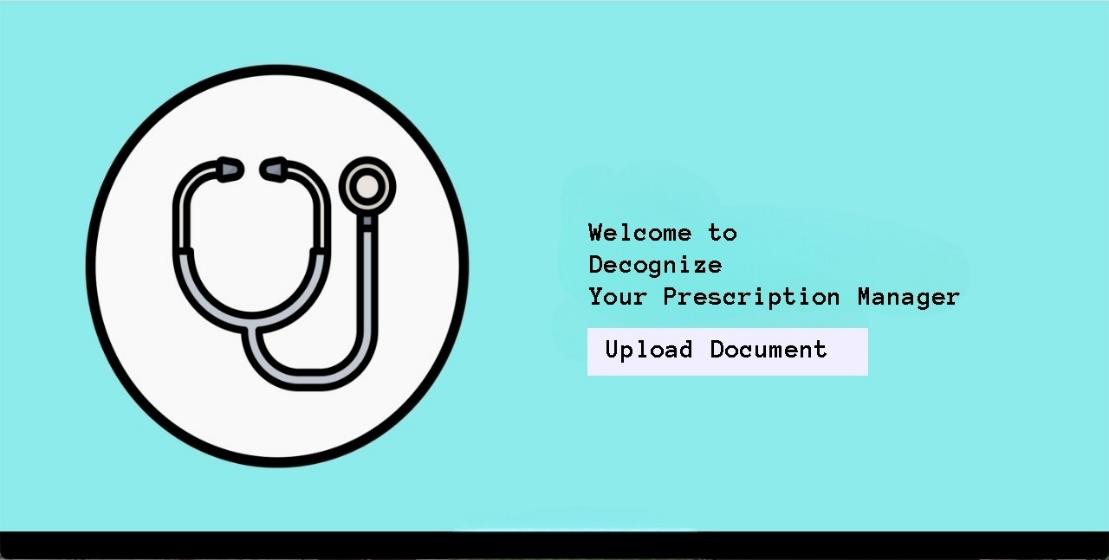 Welcome to
Decognize
Your Prescription Manager
Upload Document